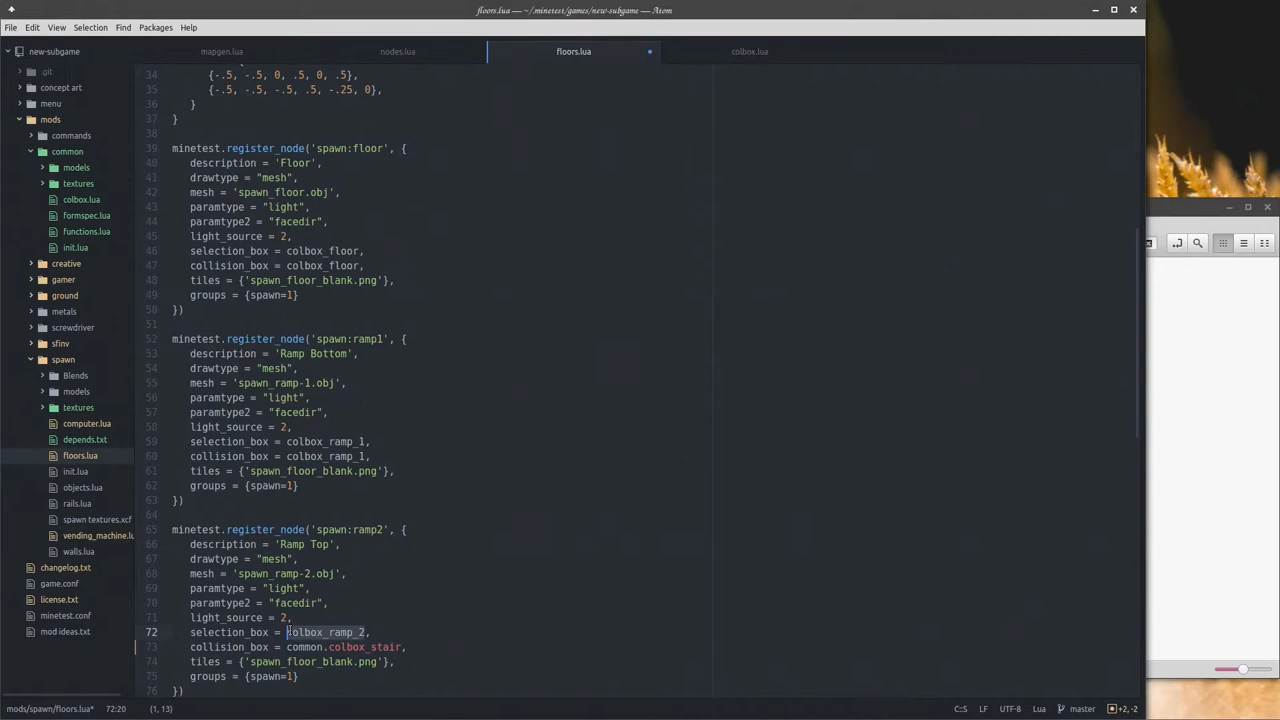 floors.lua — ~/.minetest/games/new-subgame — Atom
File Edit View Selection Find Packages Help
new-subgame
.git
concept art
menu
mods
commands
common
models
textures
colbox.lua
formspec.lua
functions.lua
init.lua
creative
gamer
ground
metals
screwdriver
sfinv
spawn
Blends
models
textures
computer.lua
depends.txt
floors.lua
init.lua
objects.lua
rails.lua
spawn textures.xcf
vending_machine.lu
walls.lua
changelog.txt
game.conf
license.txt
minetest.conf
mod ideas.txt
mapgen.lua nodes.lua floors.lua colbox.lua
34 {-.5, -.5, 0, .5, 0, .5},
35 {-.5, -.5, -.5, .5, -.25, 0},
36 }
37 }
38
39 minetest.register_node('spawn:floor', {
40 description = 'Floor',
41 drawtype = "mesh",
42 mesh = 'spawn_floor.obj',
43 paramtype = "light",
44 paramtype2 = "facedir",
45 light_source = 2,
46 selection_box = colbox_floor,
47 collision_box = colbox_floor,
48 tiles = {'spawn_floor_blank.png'},
49 groups = {spawn=1}
50 })
51
52 minetest.register_node('spawn:ramp1', {
53 description = 'Ramp Bottom',
54 drawtype = "mesh",
55 mesh = 'spawn_ramp-1.obj',
56 paramtype = "light",
57 paramtype2 = "facedir",
58 light_source = 2,
59 selection_box = colbox_ramp_1,
60 collision_box = colbox_ramp_1,
61 tiles = {'spawn_floor_blank.png'},
62 groups = {spawn=1}
63 })
64
65 minetest.register_node('spawn:ramp2', {
66 description = 'Ramp Top',
67 drawtype = "mesh",
68 mesh = 'spawn_ramp-2.obj',
69 paramtype = "light",
70 paramtype2 = "facedir",
71 light_source = 2,
72 selection_box = colbox_ramp_2,
73 collision_box = common.colbox_stair,
74 tiles = {'spawn_floor_blank.png'},
75 groups = {spawn=1}
76 })
mods/spawn/floors.lua* 72:20 (1, 13) C:;S LF UTF-8 Lua master +2, -2